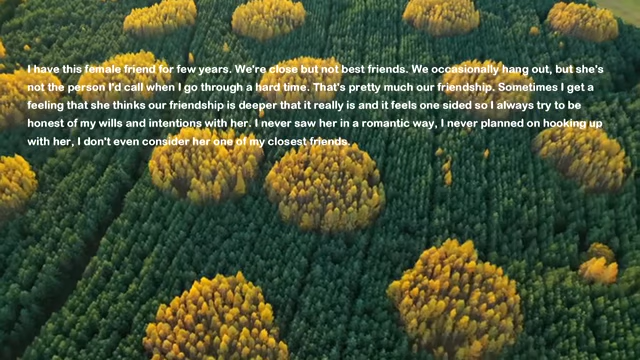 I have this female friend for few years. We're close but not best friends. We occasionally hang out, but she's
not the person I'd call when I go through a hard time. That's pretty much our friendship. Sometimes I get a
feeling that she thinks our friendship is deeper that it really is and it feels one sided so I always try to be
honest of my wills and intentions with her. I never saw her in a romantic way, I never planned on hooking up
with her, I don't even consider her one of my closest friends.